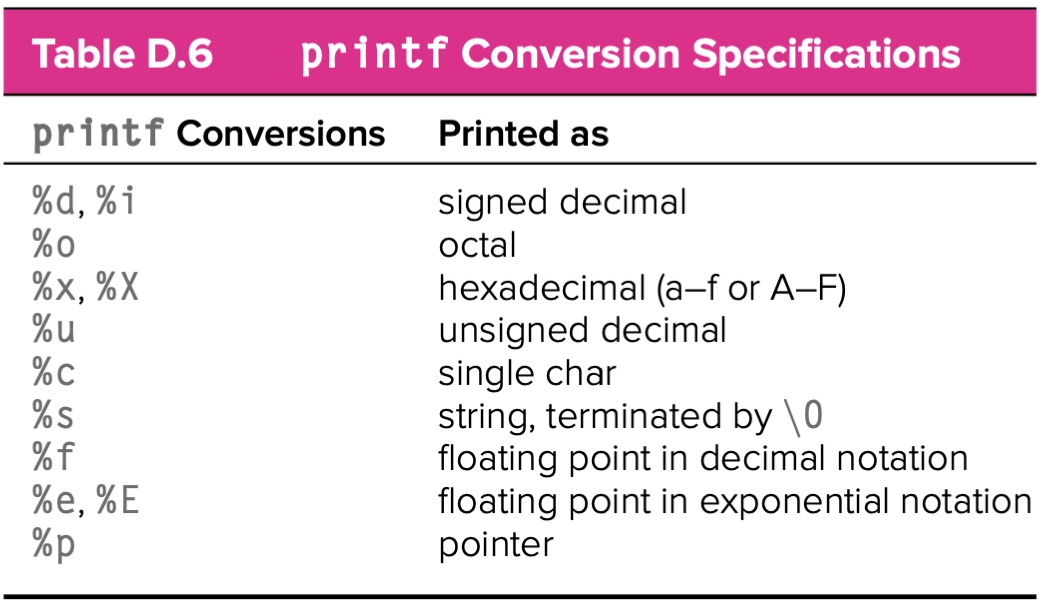 Table D.6 printf Conversion Specifications
printf Conversions Printed as
%d, %i signed decimal
%o octal
%x, %X hexadecimal (a–f or A–F)
%u unsigned decimal
%c single char
%s string, terminated by \0
%f floating point in decimal notation
%e, %E floating point in exponential notation
%p pointer